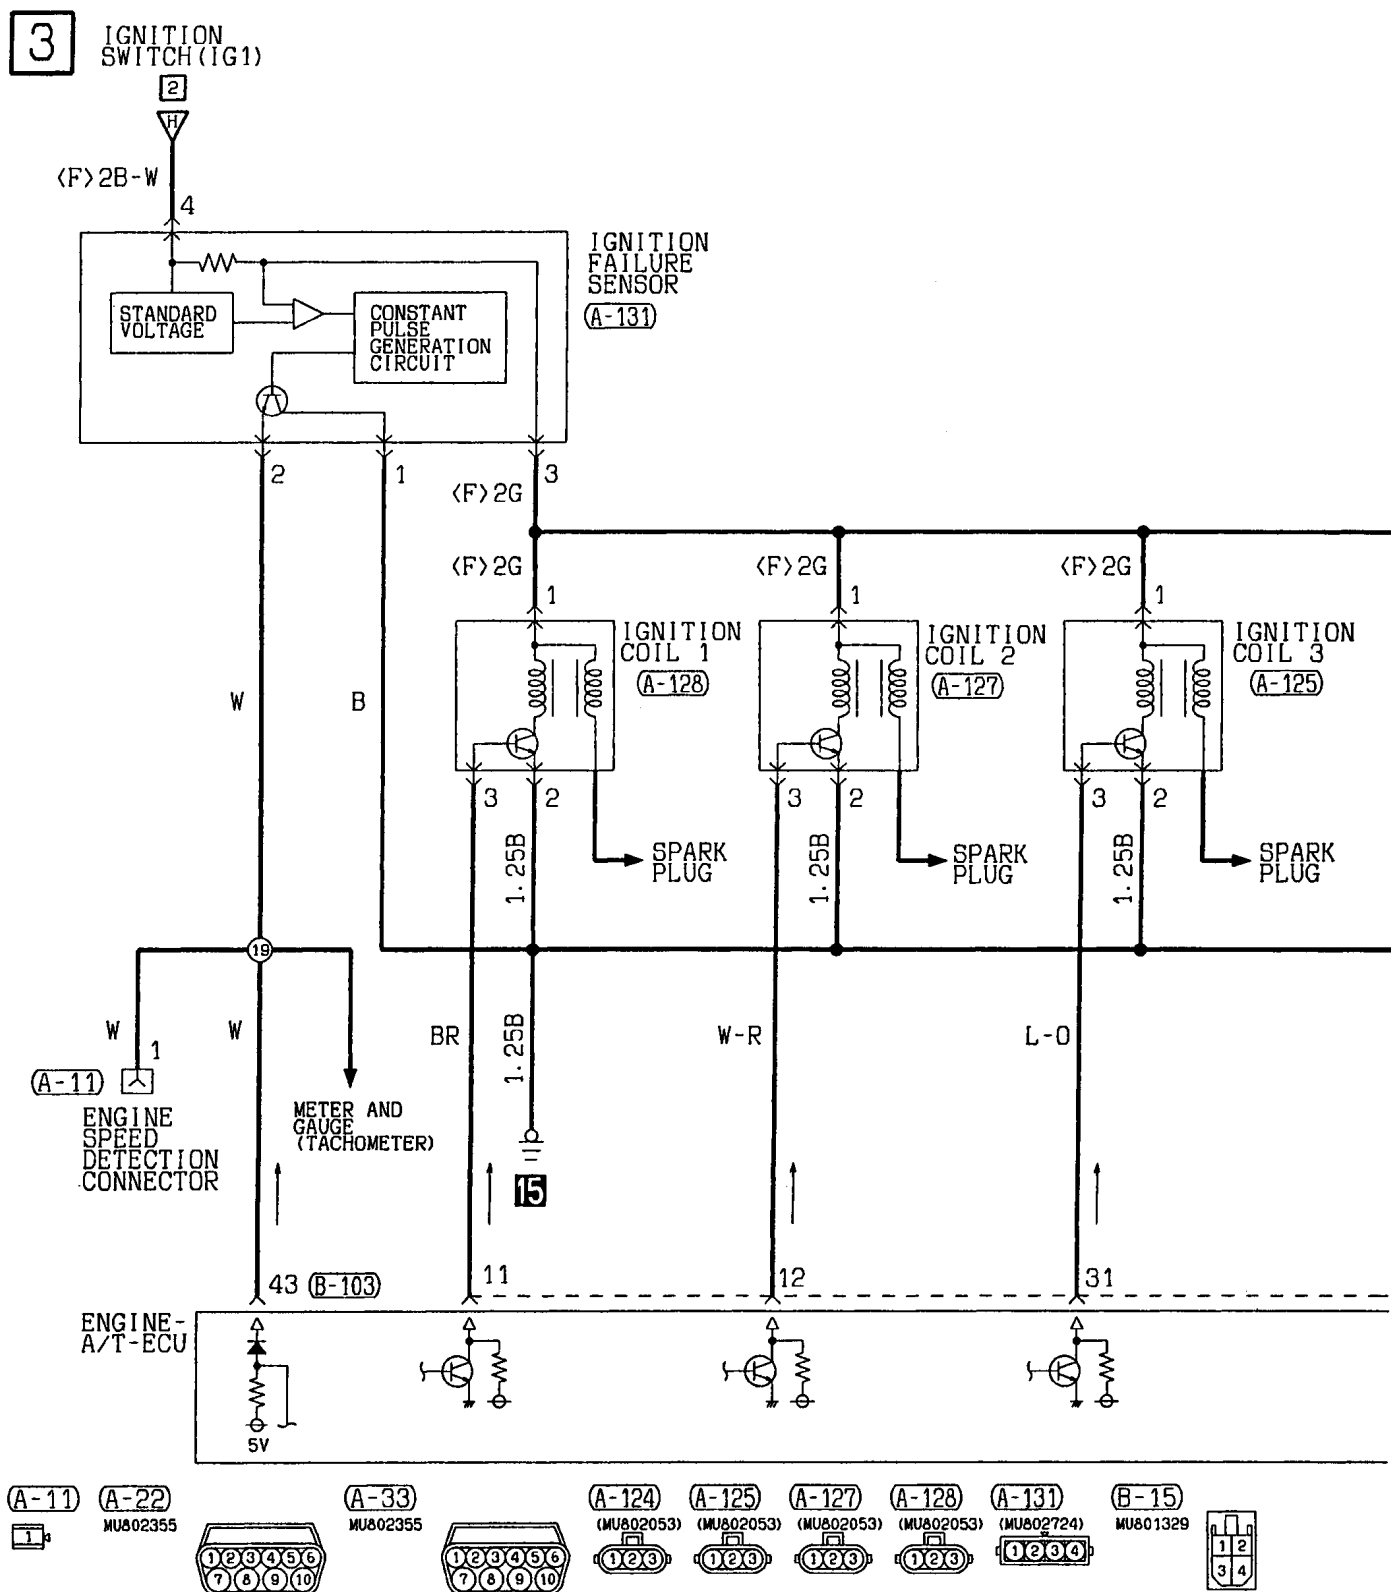 3
IGNITION
SWITCH(IG1)
2
H
<F>2B-W
4
IGNITION
FAILURE
SENSOR
(A-131)
STANDARD
VOLTAGE
CONSTANT
PULSE
GENERATION
CIRCUIT
2
1
3
<F>2G
<F>2G
<F>2G
<F>2G
1
1
1
IGNITION
COIL 1
A-128
IGNITION
COIL 2
A-127
IGNITION
COIL 3
A-125
W
B
3
2
3
2
3
2
1.25B
SPARK
PLUG
1.25B
SPARK
PLUG
1.25B
SPARK
PLUG
19
W
1
W
BR
1.25B
W-R
L-O
A-11
ENGINE
SPEED
DETECTION
CONNECTOR
METER AND
GAUGE
(TACHOMETER)
15
43
B-103
11
12
31
ENGINE-
A/T-ECU
5V
A-11
A-22
A-33
A-124
A-125
A-127
A-128
A-131
B-15
MU802355
MU802355
(MU802053)
(MU802053)
(MU802053)
(MU802053)
(MU802724)
MU801329
1
1 2 3 4 5 6
7 8 9 10
1 2 3 4 5 6
7 8 9 10
1 2 3
1 2 3
1 2 3
1 2 3
1 2 3 4
1 2
3 4